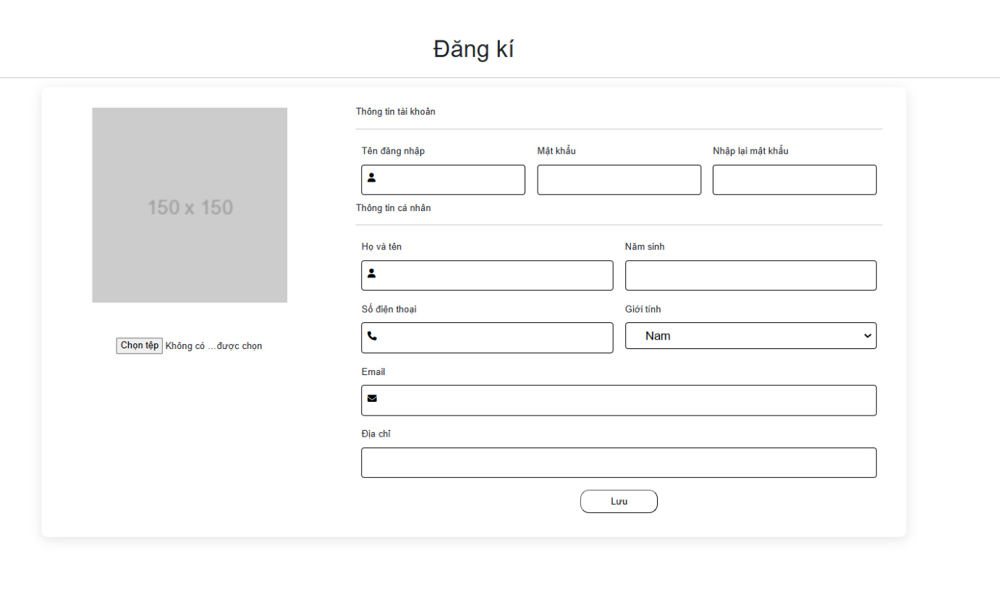 Đăng kí
150 x 150
Chọn tệp Không có ...được chọn
Thông tin tài khoản
Tên đăng nhập Mật khẩu Nhập lại mật khẩu
Thông tin cá nhân
Họ và tên Năm sinh
Số điện thoại Giới tính
Nam
Email
Địa chỉ
Lưu